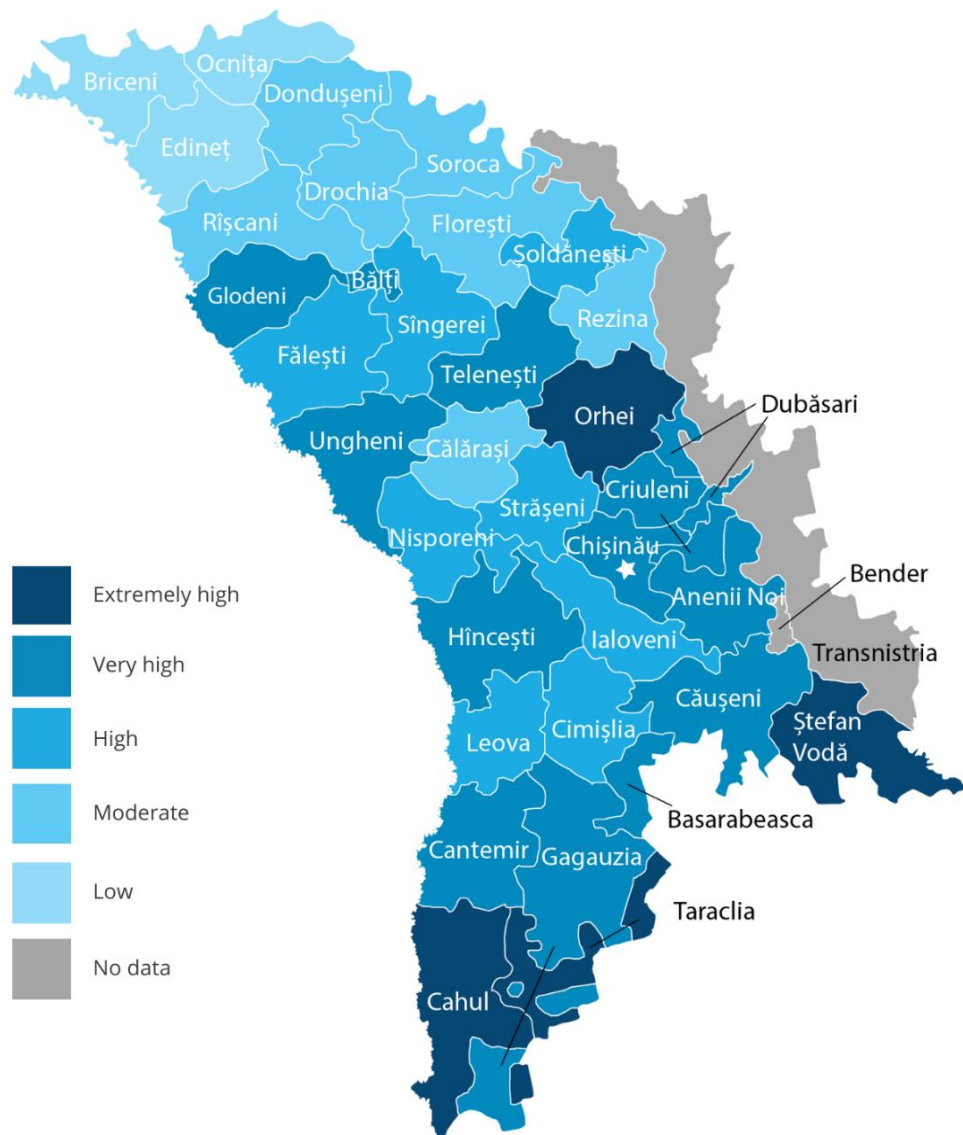 Ocnița
Briceni
Dondușeni
Edineț
Soroca
Drochia
Rîșcani
Florești
Șoldănești
Bălți
Glodeni
Sîngerei
Rezina
Fălești
Telenești
Dubăsari
Orhei
Ungheni
Călărași
Criuleni
Strășeni
Nisporeni
Chișinău
Bender
Anenii Noi
Hîncești
Ialoveni
Transnistria
Căușeni
Ștefan
Vodă
Leova
Cimișlia
Basarabeasca
Cantemir
Gagauzia
Taraclia
Cahul
Extremely high
Very high
High
Moderate
Low
No data